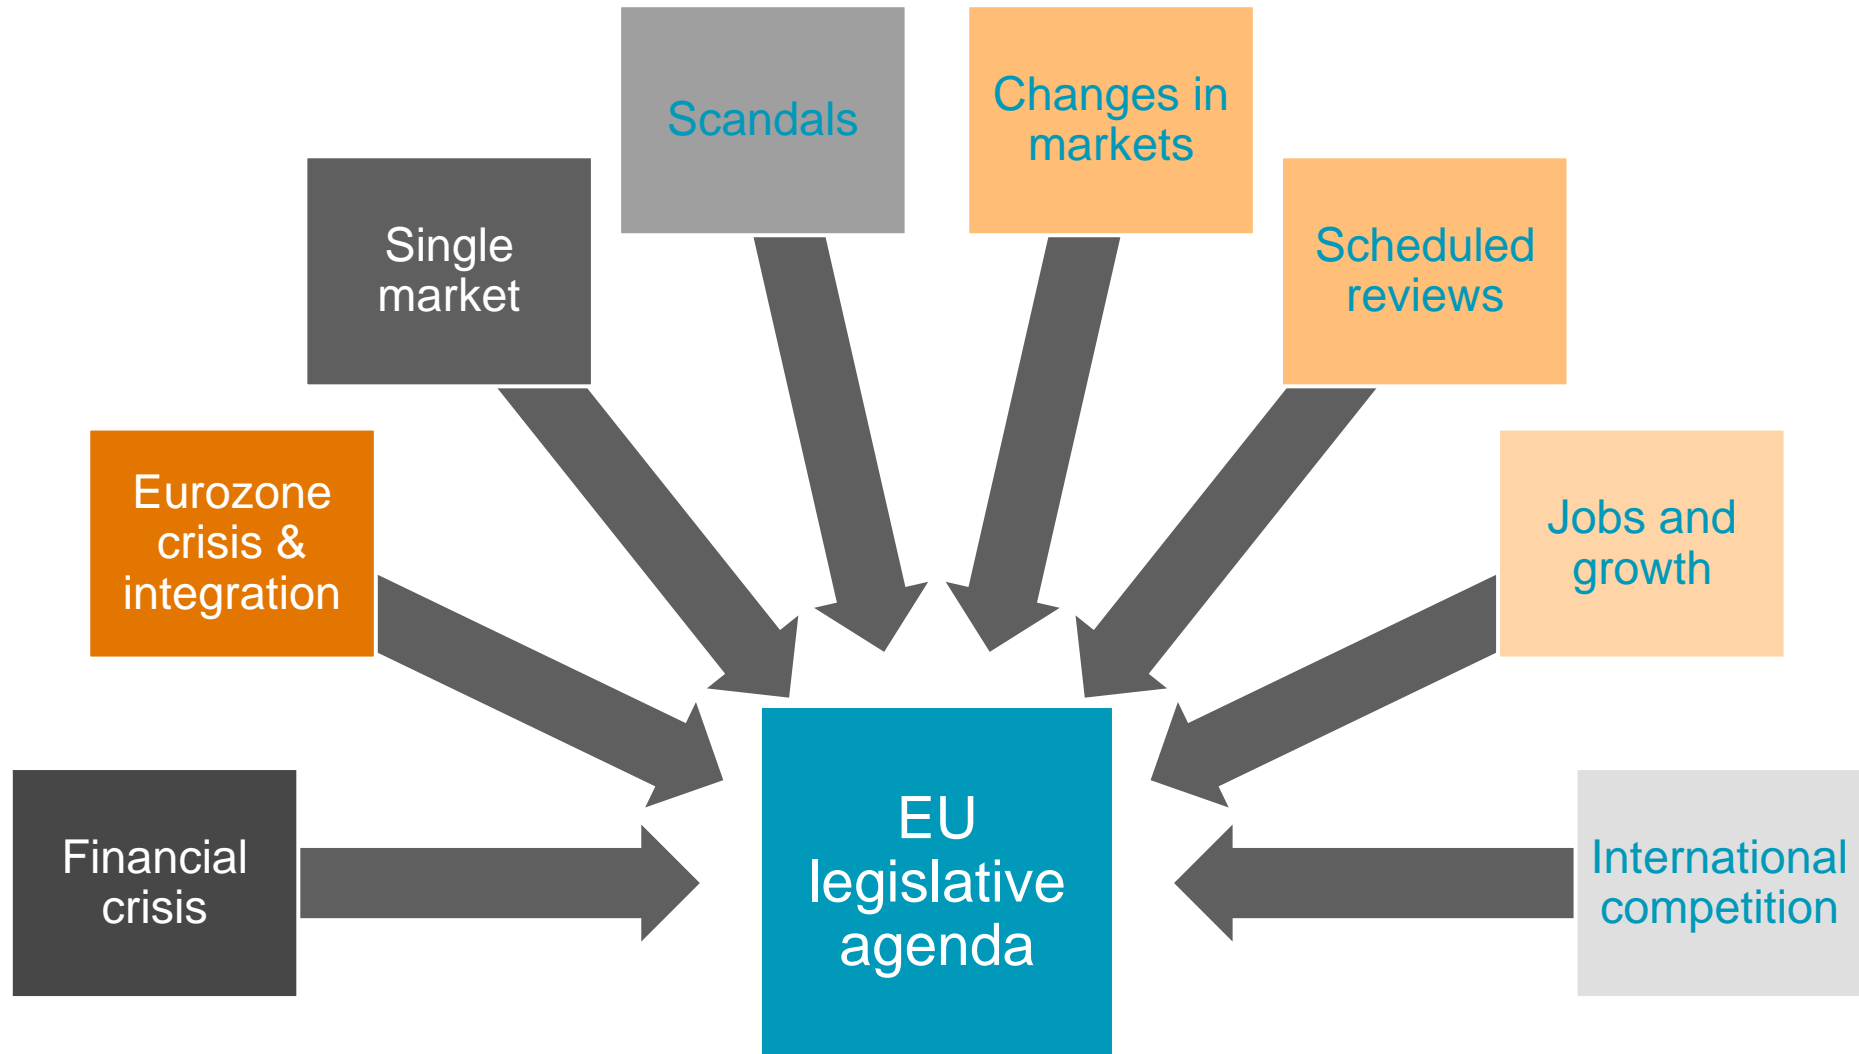 Scandals
Changes in
markets
Single
market
Scheduled
reviews
Eurozone
crisis &
integration
Jobs and
growth
Financial
crisis
EU
legislative
agenda
International
competition